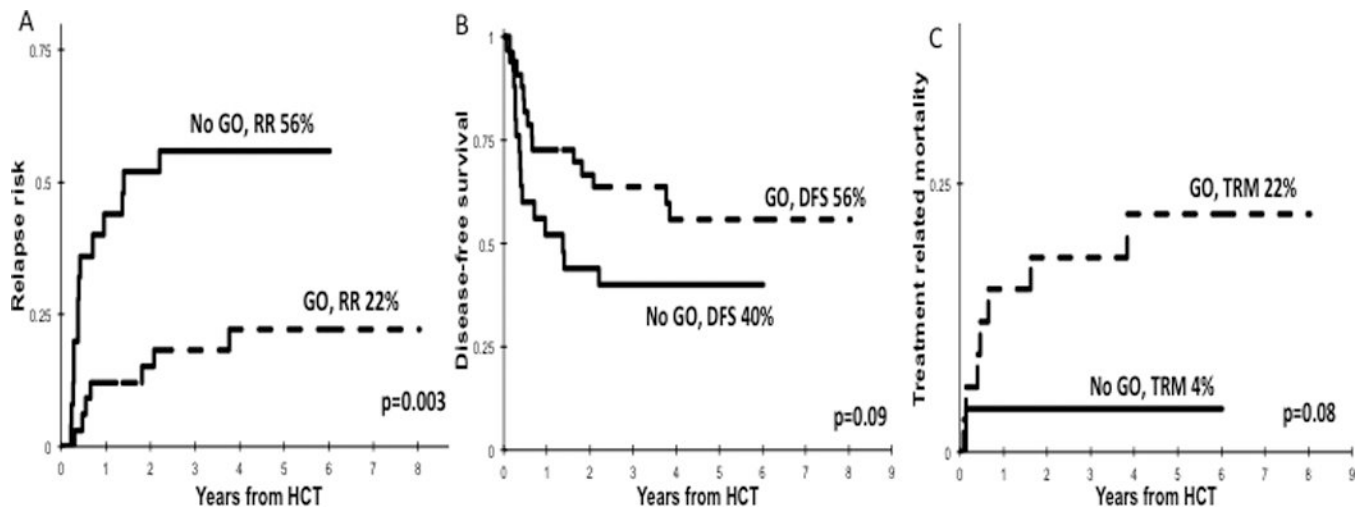 A
0.75
0.5
0.25
0
Relapse risk
No GO, RR 56%
GO, RR 22%
p=0.003
0 1 2 3 4 5 6 7 8
Years from HCT
B
1
0.75
0.5
0.25
0
Disease-free survival
GO, DFS 56%
No GO, DFS 40%
p=0.09
0 1 2 3 4 5 6 7 8 9
Years from HCT
C
0.25
0
Treatment related mortality
GO, TRM 22%
No GO, TRM 4%
p=0.08
0 1 2 3 4 5 6 7 8 9
Years from HCT